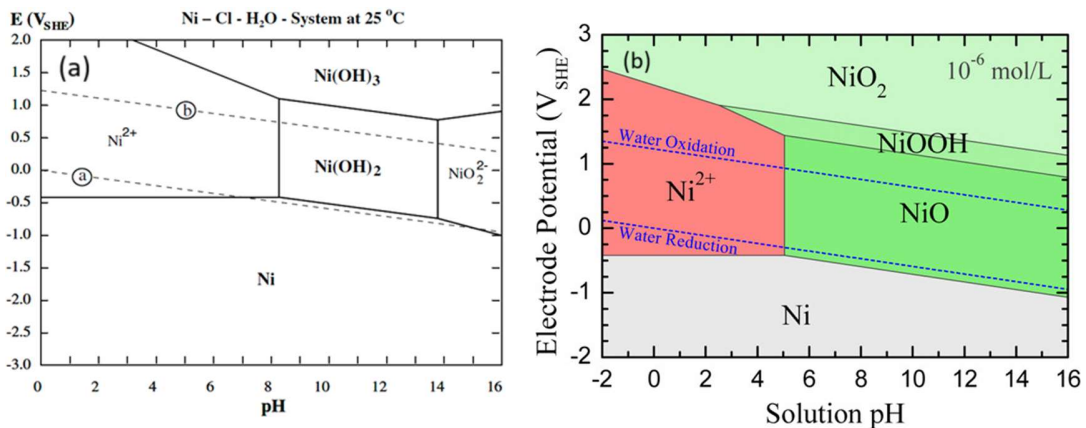 E (V_SHE)
Ni – Cl - H₂O - System at 25 °C
2.0
1.5
1.0
0.5
0.0
-0.5
-1.0
-1.5
-2.0
-2.5
-3.0
(a)
Ni(OH)₃
b
Ni²⁺
a
Ni(OH)₂
NiO₂²⁻
Ni
0 2 4 6 8 10 12 14 16
pH
Electrode Potential (V_SHE)
3
2
1
0
-1
-2
(b)
NiO₂
10⁻⁶ mol/L
Water Oxidation
NiOOH
Ni²⁺
NiO
Water Reduction
Ni
-2 0 2 4 6 8 10 12 14 16
Solution pH